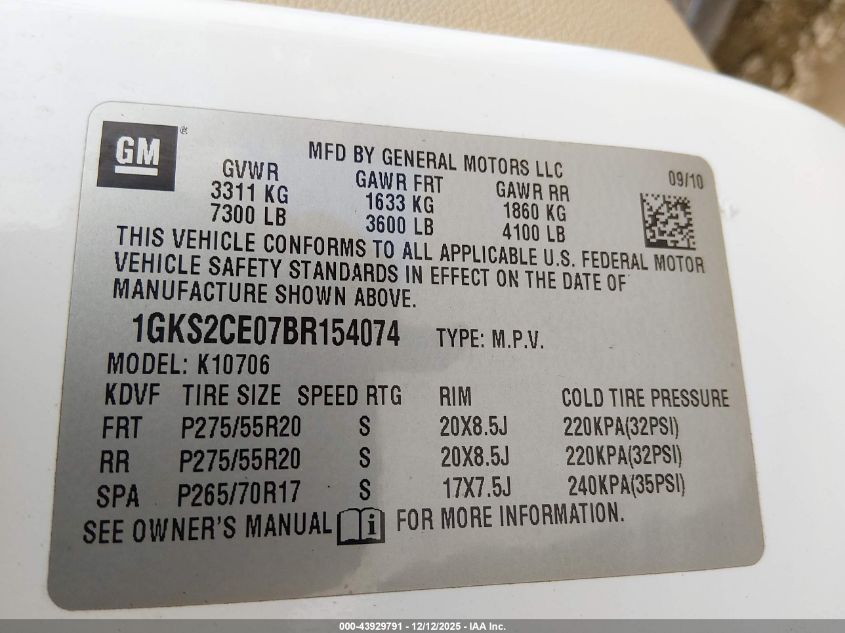 GM ®
MFD BY GENERAL MOTORS LLC
09/10
GVWR GAWR FRT GAWR RR
3311 KG 1633 KG 1860 KG
7300 LB 3600 LB 4100 LB
THIS VEHICLE CONFORMS TO ALL APPLICABLE U.S. FEDERAL MOTOR
VEHICLE SAFETY STANDARDS IN EFFECT ON THE DATE OF
MANUFACTURE SHOWN ABOVE.
1GKS2CE07BR154074 TYPE: M.P.V.
MODEL: K10706
KDVF TIRE SIZE SPEED RTG RIM COLD TIRE PRESSURE
FRT P275/55R20 S 20X8.5J 220KPA(32PSI)
RR P275/55R20 S 20X8.5J 220KPA(32PSI)
SPA P265/70R17 S 17X7.5J 240KPA(35PSI)
SEE OWNER'S MANUAL i FOR MORE INFORMATION.
000-43929791 - 12/12/2025 - IAA Inc.